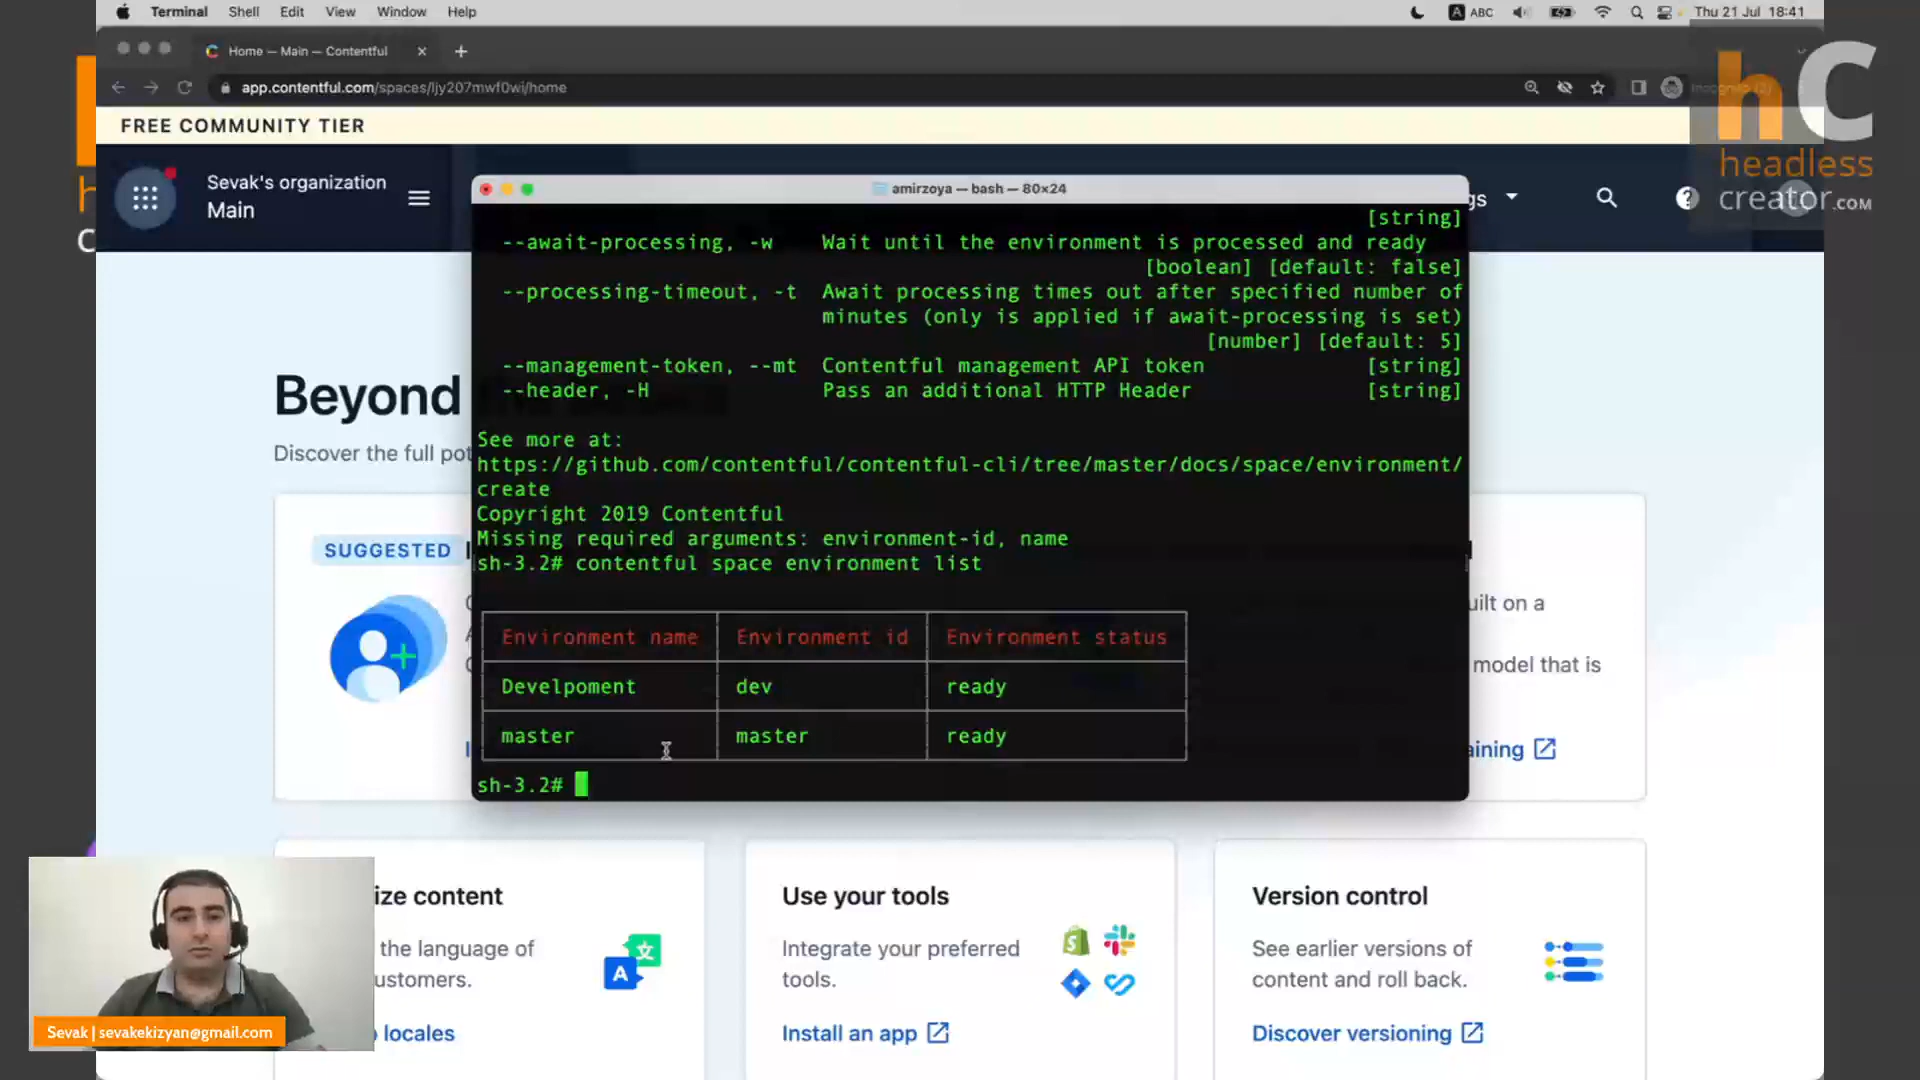 Terminal Shell Edit View Window Help
A ABC Thu 21 Jul 18:41
Home — Main — Contentful
app.contentful.com/spaces/ljy207mwf0wi/home
FREE COMMUNITY TIER
hC
headless
creator.com
Sevak's organization
Main
gs
amirzoya — bash — 80×24
[string]
--await-processing, -w Wait until the environment is processed and ready
[boolean] [default: false]
--processing-timeout, -t Await processing times out after specified number of
minutes (only is applied if await-processing is set)
[number] [default: 5]
--management-token, --mt Contentful management API token [string]
--header, -H Pass an additional HTTP Header [string]
See more at:
https://github.com/contentful/contentful-cli/tree/master/docs/space/environment/
create
Copyright 2019 Contentful
Missing required arguments: environment-id, name
sh-3.2# contentful space environment list
Environment name Environment id Environment status
Develpoment dev ready
master master ready
sh-3.2#
Beyond
Discover the full pot
SUGGESTED
uilt on a
model that is
aining
ize content
the language of
ustomers.
locales
Use your tools
Integrate your preferred
tools.
Install an app
Version control
See earlier versions of
content and roll back.
Discover versioning
Sevak | sevakekizyan@gmail.com